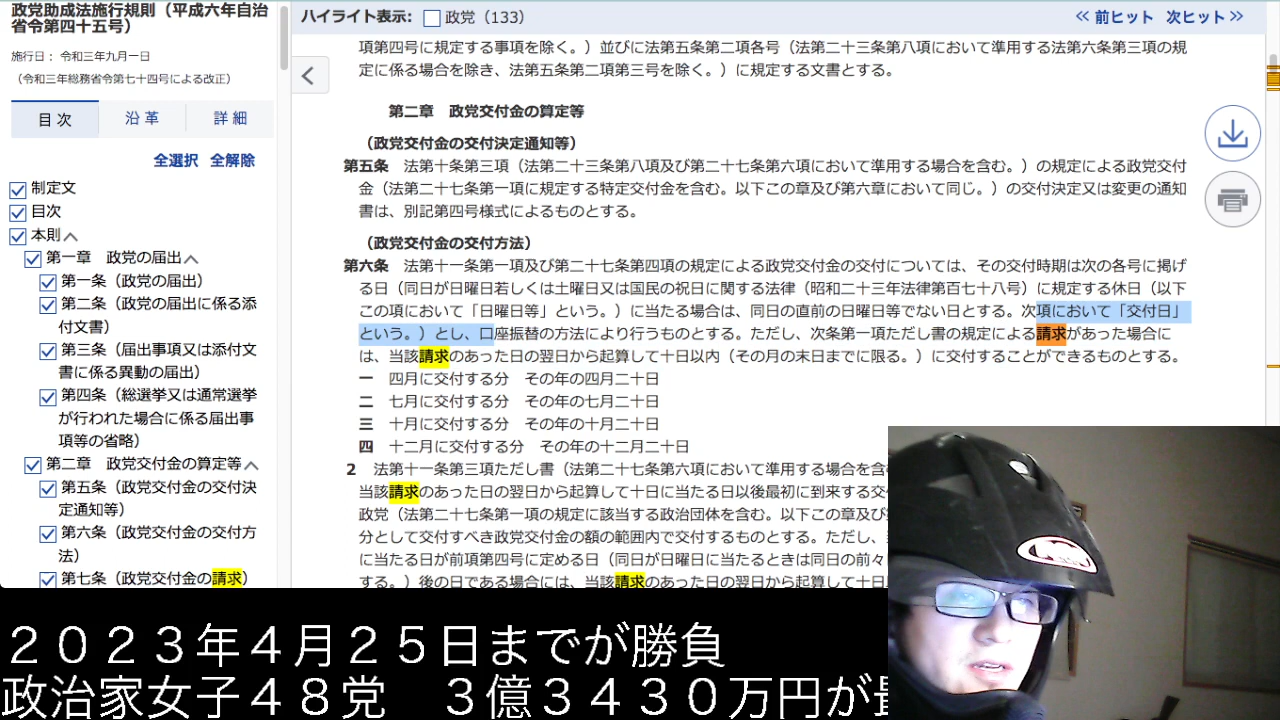 政党助成法施行規則（平成六年自治
省令第四十五号）
施行日： 令和三年九月一日
（令和三年総務省令第七十四号による改正）
目次
沿革
詳細
全選択 全解除
制定文
目次
本則
第一章　政党の届出
第一条（政党の届出）
第二条（政党の届出に係る添
付文書）
第三条（届出事項又は添付文
書に係る異動の届出）
第四条（総選挙又は通常選挙
が行われた場合に係る届出事
項等の省略）
第二章　政党交付金の算定等
第五条（政党交付金の交付決
定通知等）
第六条（政党交付金の交付方
法）
第七条（政党交付金の請求）
ハイライト表示: 政党（133）
前ヒット 次ヒット
項第四号に規定する事項を除く。）並びに法第五条第二項各号（法第二十三条第八項において準用する法第六条第三項の規
定に係る場合を除き、法第五条第二項第三号を除く。）に規定する文書とする。
第二章　政党交付金の算定等
（政党交付金の交付決定通知等）
第五条　法第十条第三項（法第二十三条第八項及び第二十七条第六項において準用する場合を含む。）の規定による政党交付
金（法第二十七条第一項に規定する特定交付金を含む。以下この章及び第六章において同じ。）の交付決定又は変更の通知
書は、別記第四号様式によるものとする。
（政党交付金の交付方法）
第六条　法第十一条第一項及び第二十七条第四項の規定による政党交付金の交付については、その交付時期は次の各号に掲げ
る日（同日が日曜日若しくは土曜日又は国民の祝日に関する法律（昭和二十三年法律第百七十八号）に規定する休日（以下
この項において「日曜日等」という。）に当たる場合は、同日の直前の日曜日等でない日とする。次項において「交付日」
という。）とし、口座振替の方法により行うものとする。ただし、次条第一項ただし書の規定による請求があった場合に
は、当該請求のあった日の翌日から起算して十日以内（その月の末日までに限る。）に交付することができるものとする。
一　四月に交付する分　その年の四月二十日
二　七月に交付する分　その年の七月二十日
三　十月に交付する分　その年の十月二十日
四　十二月に交付する分　その年の十二月二十日
2　法第十一条第三項ただし書（法第二十七条第六項において準用する場合を含
当該請求のあった日の翌日から起算して十日に当たる日以後最初に到来する交
政党（法第二十七条第一項の規定に該当する政治団体を含む。以下この章及び
分として交付すべき政党交付金の額の範囲内で交付するものとする。ただし、
に当たる日が前項第四号に定める日（同日が日曜日に当たるときは同日の前々
する。）後の日である場合には、当該請求のあった日の翌日から起算して十日
２０２３年４月２５日までが勝負
政治家女子４８党　３億３４３０万円が